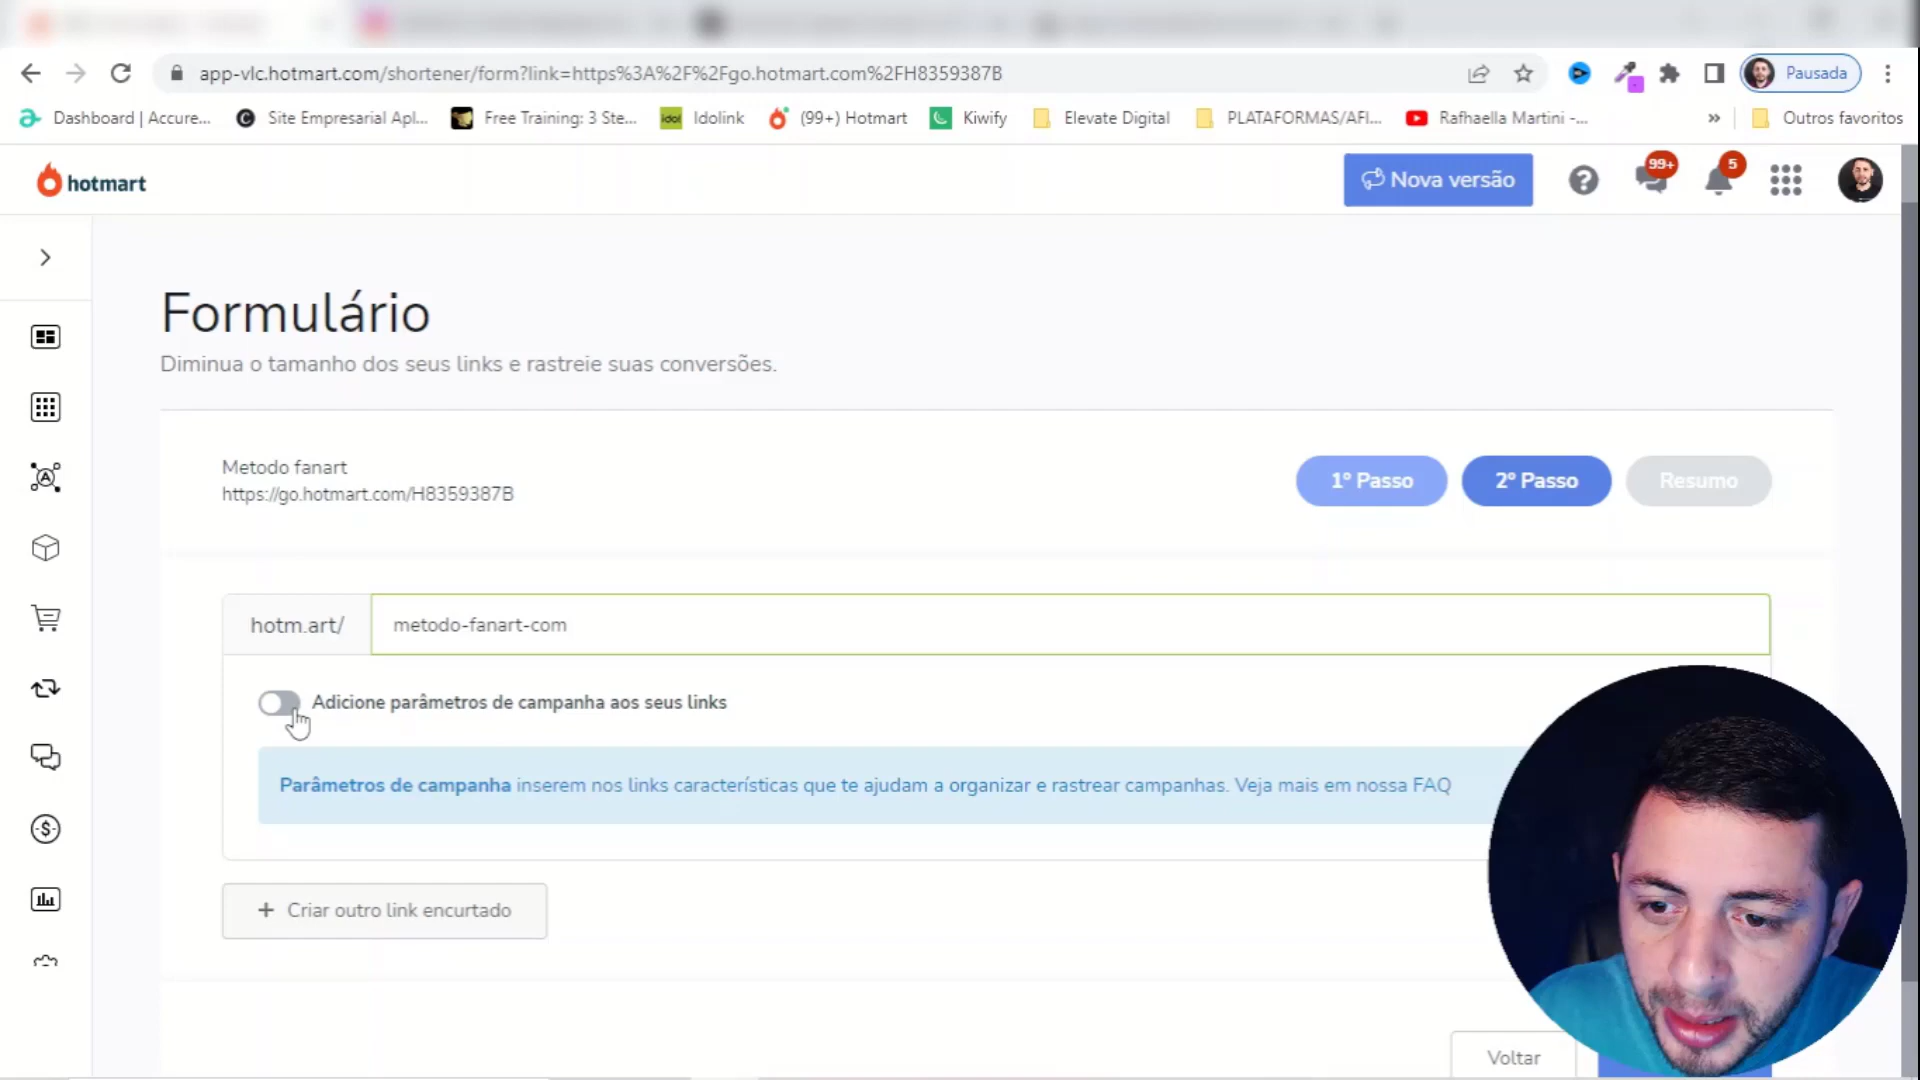 app-vlc.hotmart.com/shortener/form?link=https%3A%2F%2Fgo.hotmart.com%2FH8359387B
Pausada
Dashboard | Accure...
Site Empresarial Apl...
Free Training: 3 Ste...
Idolink
(99+) Hotmart
Kiwify
Elevate Digital
PLATAFORMAS/AFI...
Rafhaella Martini -...
»
Outros favoritos
hotmart
Nova versão
99+
5
Formulário
Diminua o tamanho dos seus links e rastreie suas conversões.
Metodo fanart
https://go.hotmart.com/H8359387B
1º Passo
2º Passo
Resumo
hotm.art/
metodo-fanart-com
Adicione parâmetros de campanha aos seus links
Parâmetros de campanha inserem nos links características que te ajudam a organizar e rastrear campanhas. Veja mais em nossa FAQ
+ Criar outro link encurtado
Voltar